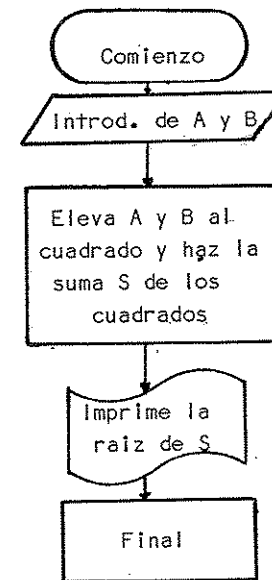 Comienzo
Introd. de A y B
Eleva A y B al
cuadrado y haz la
suma S de los
cuadrados
Imprime la
raiz de S
Final